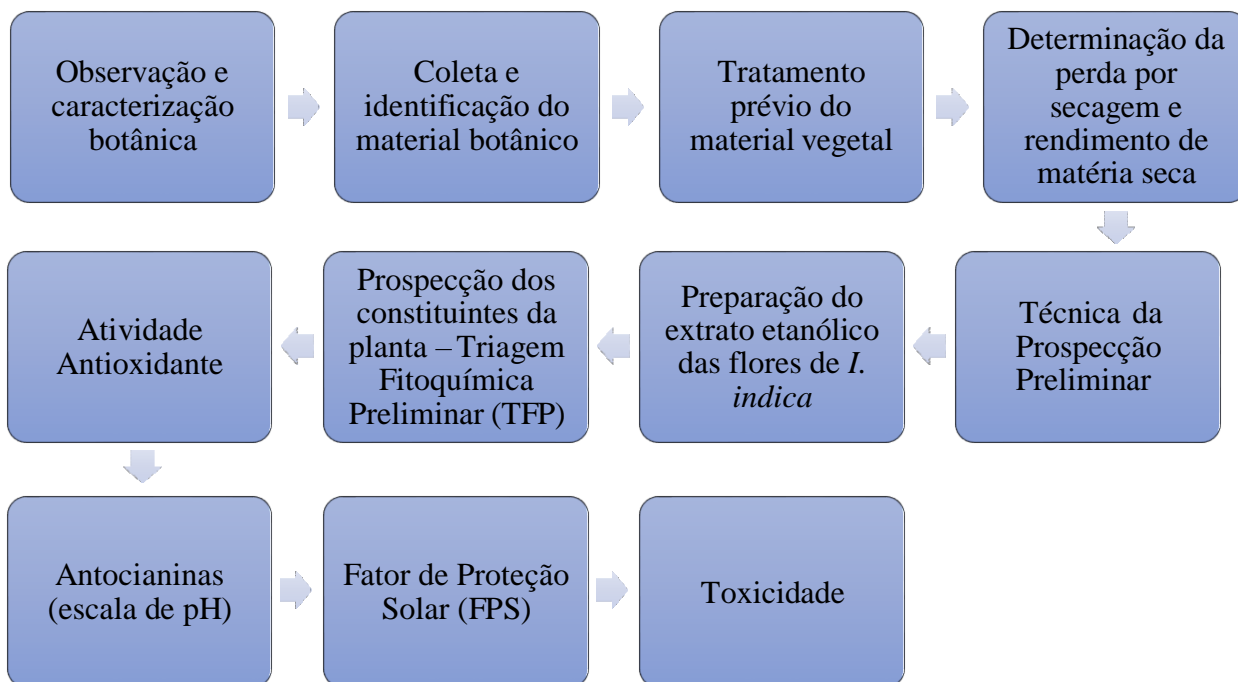 Observação e
caracterização
botânica
Coleta e
identificação do
material botânico
Tratamento
prévio do
material vegetal
Determinação da
perda por
secagem e
rendimento de
matéria seca
Técnica da
Prospecção
Preliminar
Preparação do
extrato etanólico
das flores de I.
indica
Prospecção dos
constituintes da
planta – Triagem
Fitoquímica
Preliminar (TFP)
Atividade
Antioxidante
Antocianinas
(escala de pH)
Fator de Proteção
Solar (FPS)
Toxicidade